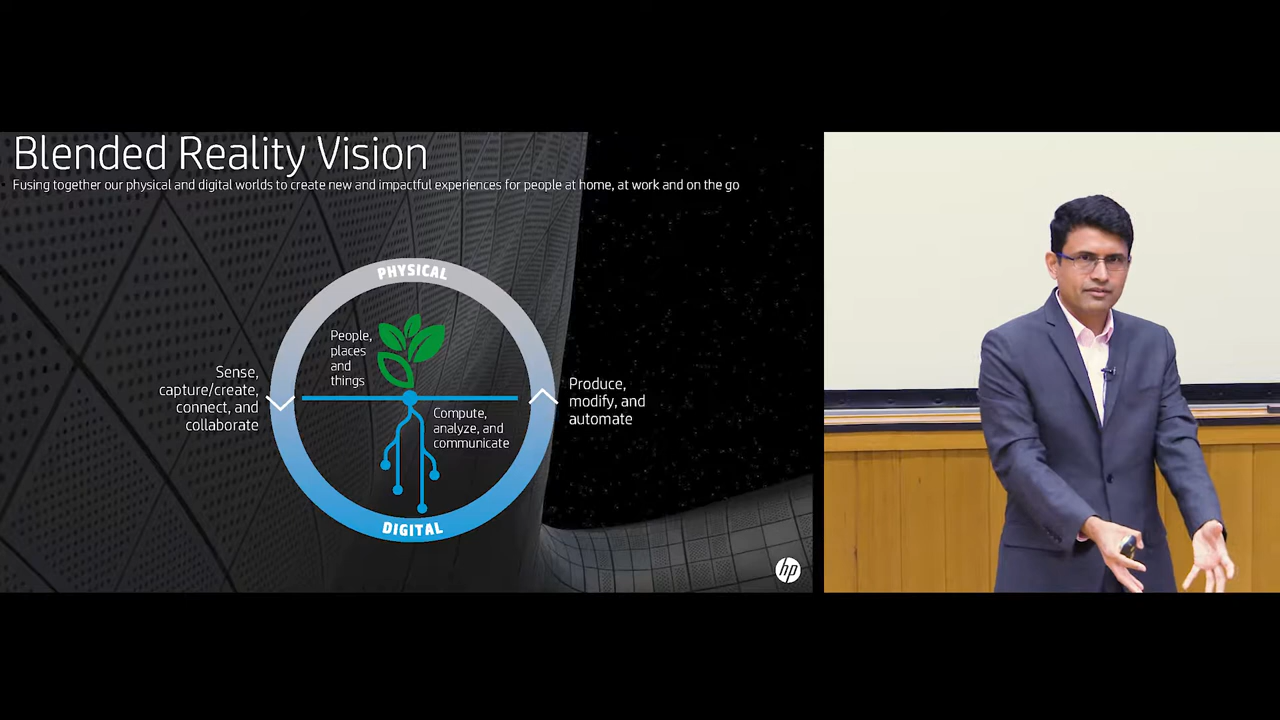 Blended Reality Vision
Fusing together our physical and digital worlds to create new and impactful experiences for people at home, at work and on the go
PHYSICAL
People,
places
and
things
Sense,
capture/create,
connect, and
collaborate
Produce,
modify, and
automate
Compute,
analyze, and
communicate
DIGITAL
hp